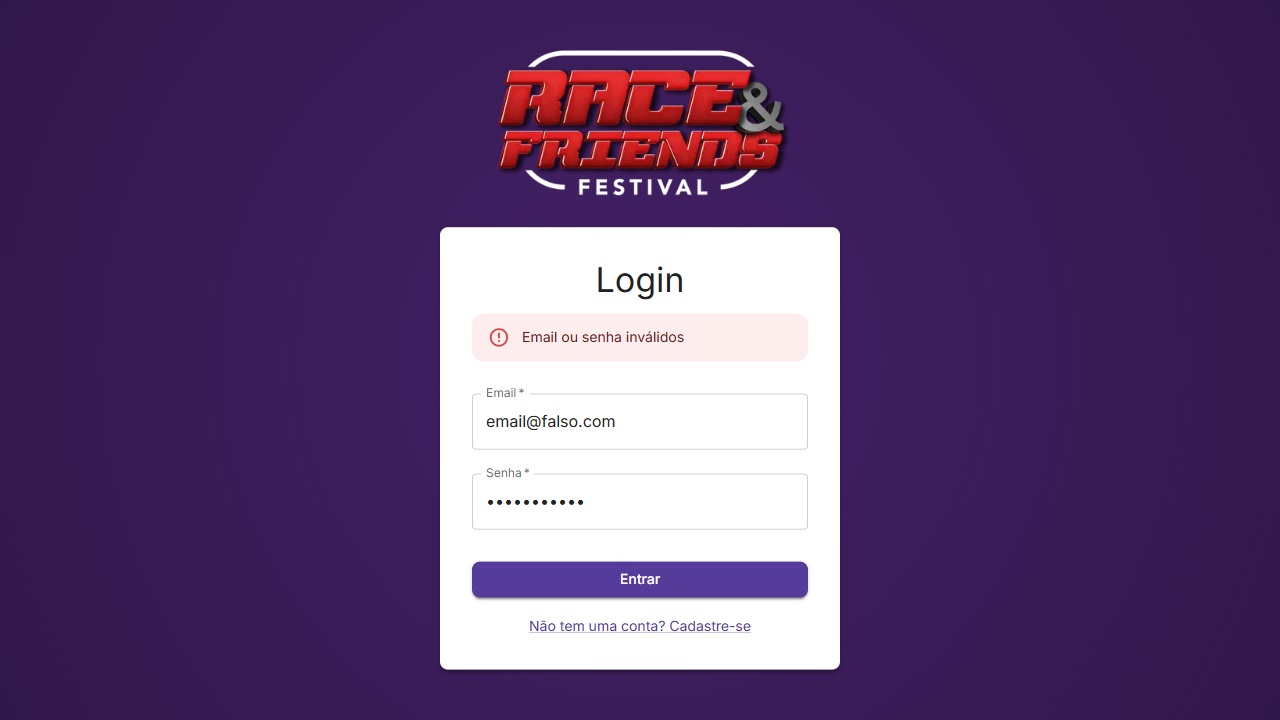 RACE &
FRIENDS
FESTIVAL
Login
Email ou senha inválidos
Email *
email@falso.com
Senha *
•••••••••••
Entrar
Não tem uma conta? Cadastre-se